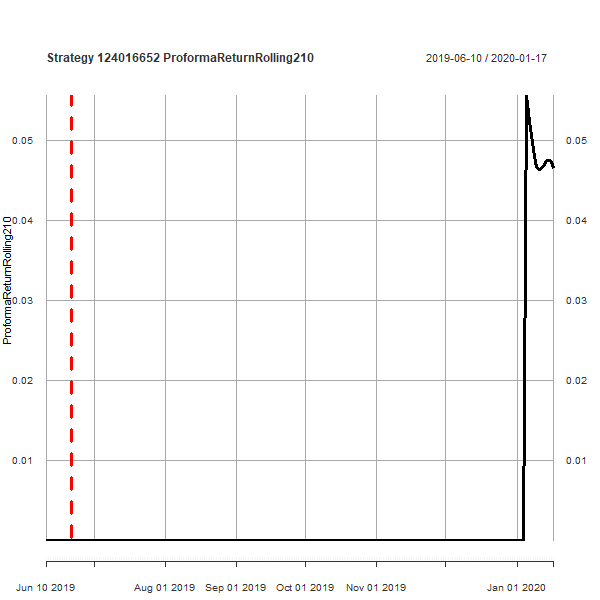 Strategy 124016652 ProformaReturnRolling210
2019-06-10 / 2020-01-17
ProformaReturnRolling210
0.05
0.04
0.03
0.02
0.01
0.05
0.04
0.03
0.02
0.01
Jun 10 2019
Aug 01 2019
Sep 01 2019
Oct 01 2019
Nov 01 2019
Jan 01 2020